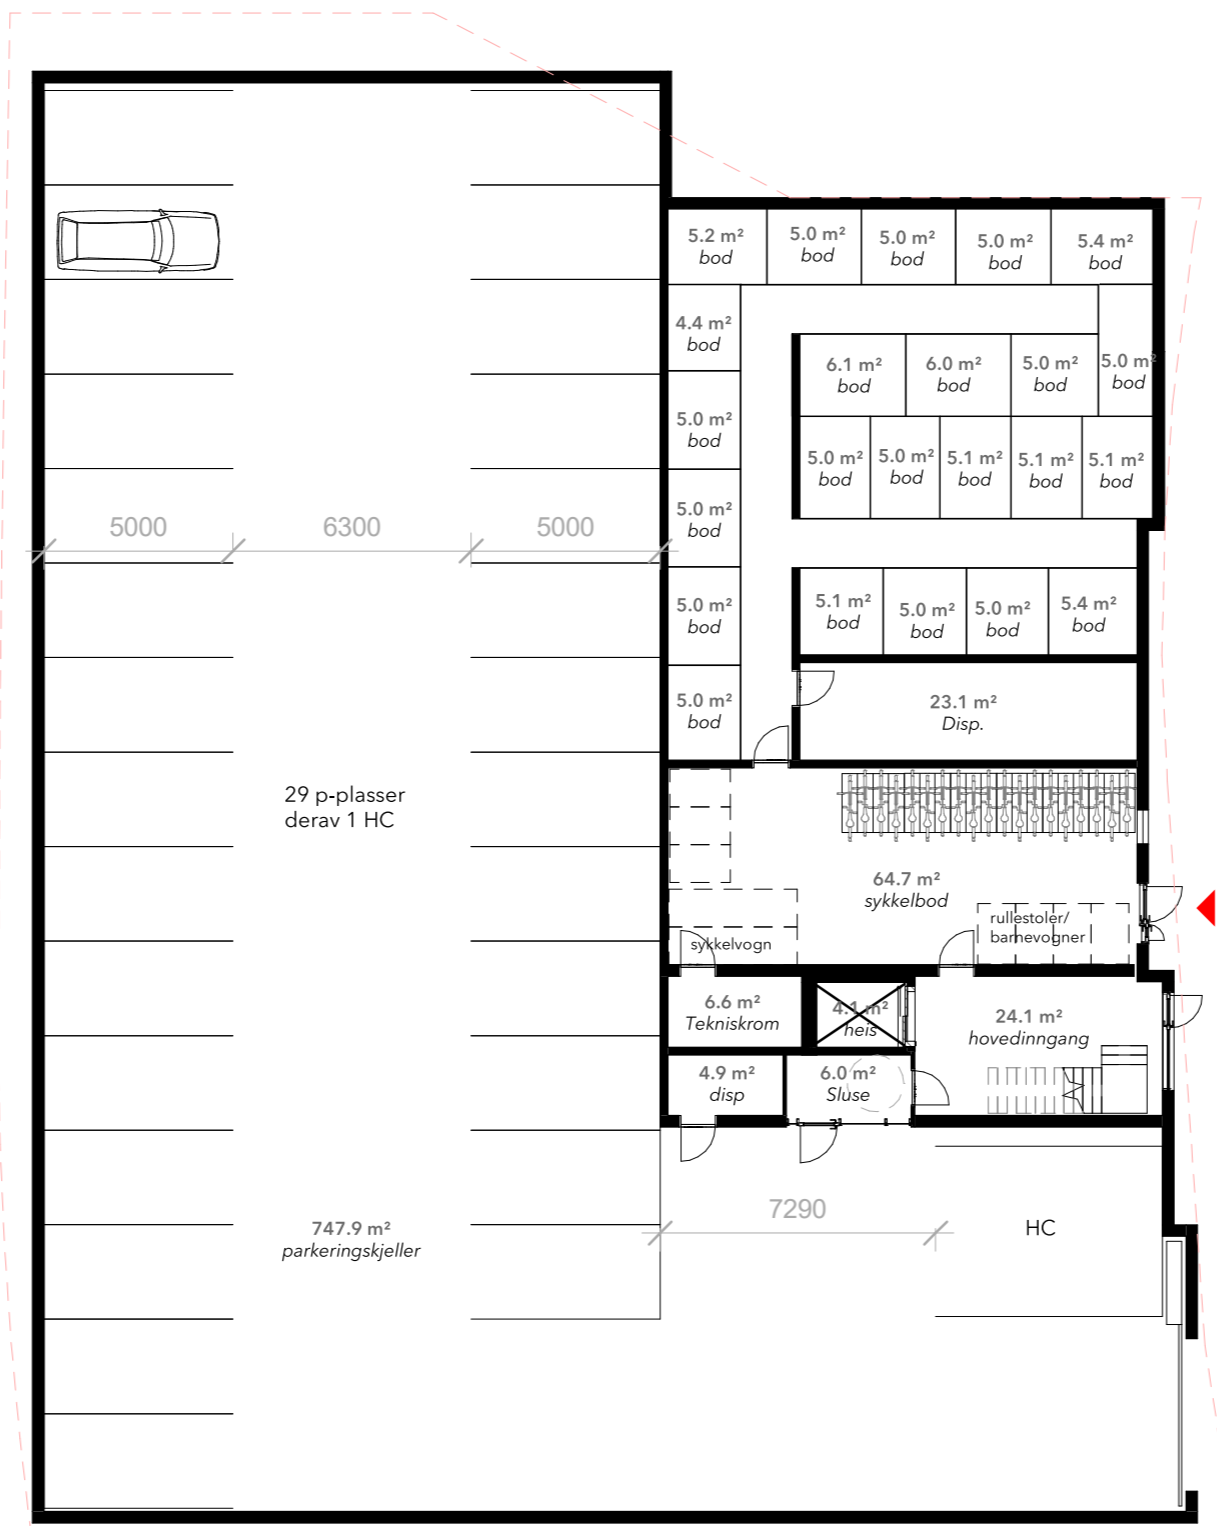 5.2 m²
bod
5.0 m²
bod
5.0 m²
bod
5.0 m²
bod
5.4 m²
bod
4.4 m²
bod
6.1 m²
bod
6.0 m²
bod
5.0 m²
bod
5.0 m²
bod
5.0 m²
bod
5.0 m²
bod
5.0 m²
bod
5.1 m²
bod
5.1 m²
bod
5.1 m²
bod
5.0 m²
bod
5000
6300
5000
5.0 m²
bod
5.1 m²
bod
5.0 m²
bod
5.0 m²
bod
5.4 m²
bod
5.0 m²
bod
23.1 m²
Disp.
29 p-plasser
derav 1 HC
64.7 m²
sykkelbod
rullestoler/
barnevogner
sykkelvogn
6.6 m²
Tekniskrom
4.1 m²
heis
24.1 m²
hovedinngang
4.9 m²
disp
6.0 m²
Sluse
7290
HC
747.9 m²
parkeringskjeller